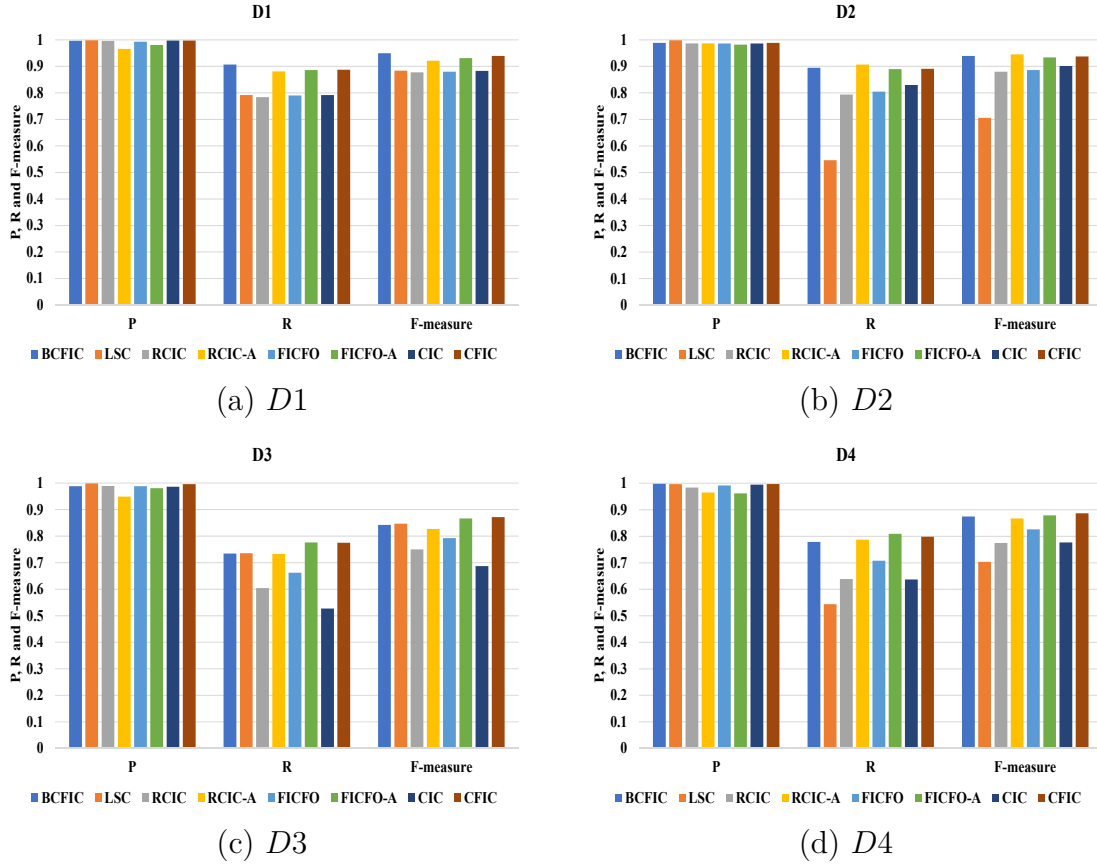 D1
P, R and F-measure
1
0.9
0.8
0.7
0.6
0.5
0.4
0.3
0.2
0.1
0
P R F-measure
BCFIC LSC RCIC RCIC-A FICFO FICFO-A CIC CFIC
(a) D1
D2
P, R and F-measure
1
0.9
0.8
0.7
0.6
0.5
0.4
0.3
0.2
0.1
0
P R F-measure
BCFIC LSC RCIC RCIC-A FICFO FICFO-A CIC CFIC
(b) D2
D3
P, R and F-measure
1
0.9
0.8
0.7
0.6
0.5
0.4
0.3
0.2
0.1
0
P R F-measure
BCFIC LSC RCIC RCIC-A FICFO FICFO-A CIC CFIC
(c) D3
D4
P, R and F-measure
1
0.9
0.8
0.7
0.6
0.5
0.4
0.3
0.2
0.1
0
P R F-measure
BCFIC LSC RCIC RCIC-A FICFO FICFO-A CIC CFIC
(d) D4